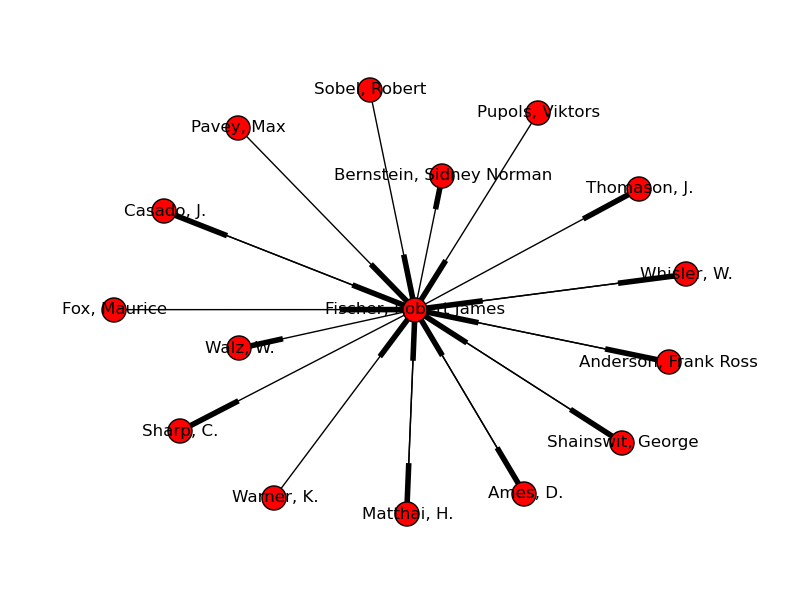 Sobel, Robert
Pupols, Viktors
Pavey, Max
Bernstein, Sidney Norman
Thomason, J.
Casado, J.
Whisler, W.
Fox, Maurice
Fischer, Robert James
Walz, W.
Anderson, Frank Ross
Sharp, C.
Shainswit, George
Warner, K.
Ames, D.
Matthai, H.